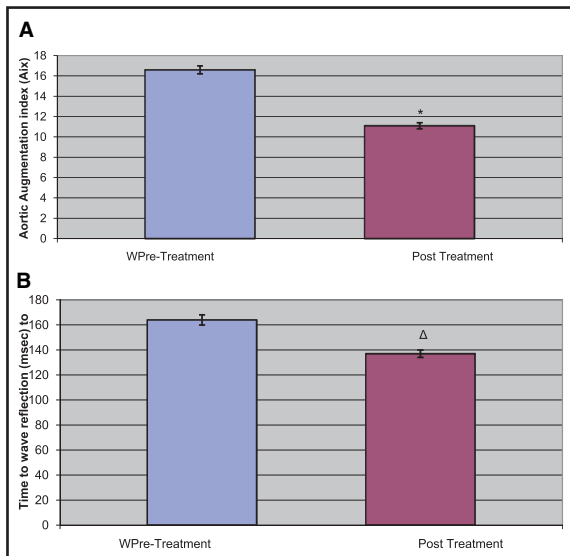 A
Aortic Augmentation index (Aix)
18
16
14
12
10
8
6
4
2
0
*
WPre-Treatment
Post Treatment
B
Time to wave reflection (msec) to
180
160
140
120
100
80
60
40
20
0
Δ
WPre-Treatment
Post Treatment